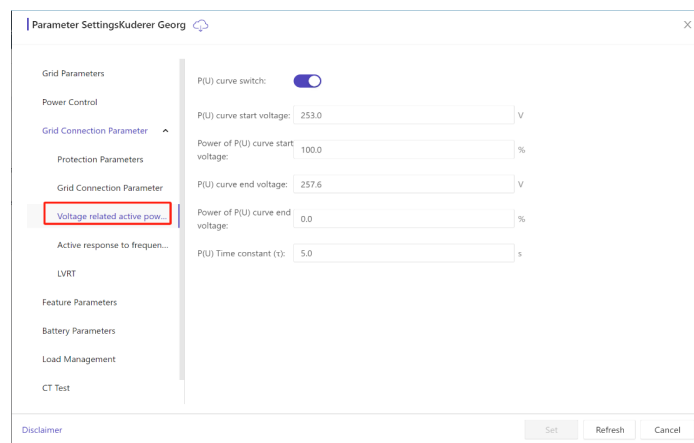 Parameter SettingsKuderer Georg
Grid Parameters
Power Control
Grid Connection Parameter
Protection Parameters
Grid Connection Parameter
Voltage related active pow...
Active response to frequen...
LVRT
Feature Parameters
Battery Parameters
Load Management
CT Test
P(U) curve switch:
P(U) curve start voltage: 253.0 V
Power of P(U) curve start
voltage: 100.0 %
P(U) curve end voltage: 257.6 V
Power of P(U) curve end
voltage: 0.0 %
P(U) Time constant (τ): 5.0 s
Disclaimer
Set Refresh Cancel